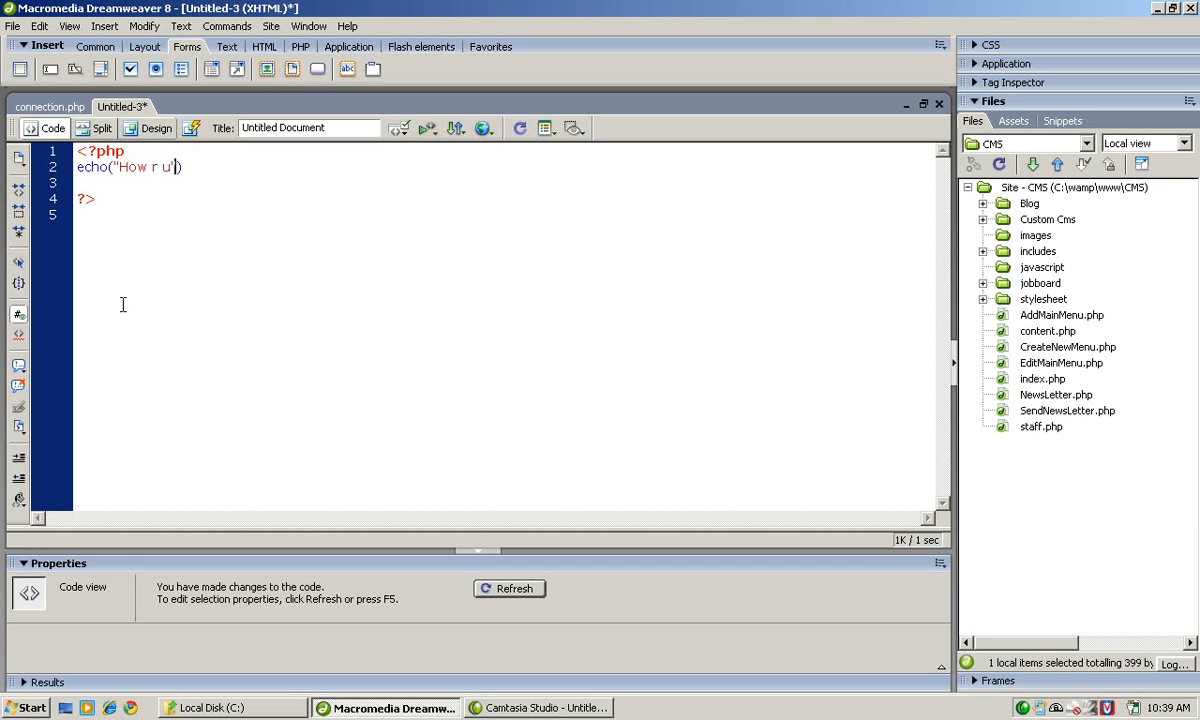 Macromedia Dreamweaver 8 - [Untitled-3 (XHTML)*]
File Edit View Insert Modify Text Commands Site Window Help
Insert Common Layout Forms Text HTML PHP Application Flash elements Favorites
connection.php Untitled-3*
Code Split Design Title: Untitled Document
1 <?php
2 echo("How r u")
3
4 ?>
5
1K / 1 sec
Properties
Code view
You have made changes to the code.
To edit selection properties, click Refresh or press F5.
Refresh
Results
CSS
Application
Tag Inspector
Files
Files Assets Snippets
CMS Local view
Site - CMS (C:\wamp\www\CMS)
Blog
Custom Cms
images
includes
javascript
jobboard
stylesheet
AddMainMenu.php
content.php
CreateNewMenu.php
EditMainMenu.php
index.php
NewsLetter.php
SendNewsLetter.php
staff.php
1 local items selected totalling 399 by Log...
Frames
Start Local Disk (C:) Macromedia Dreamw... Camtasia Studio - Untitle... 10:39 AM